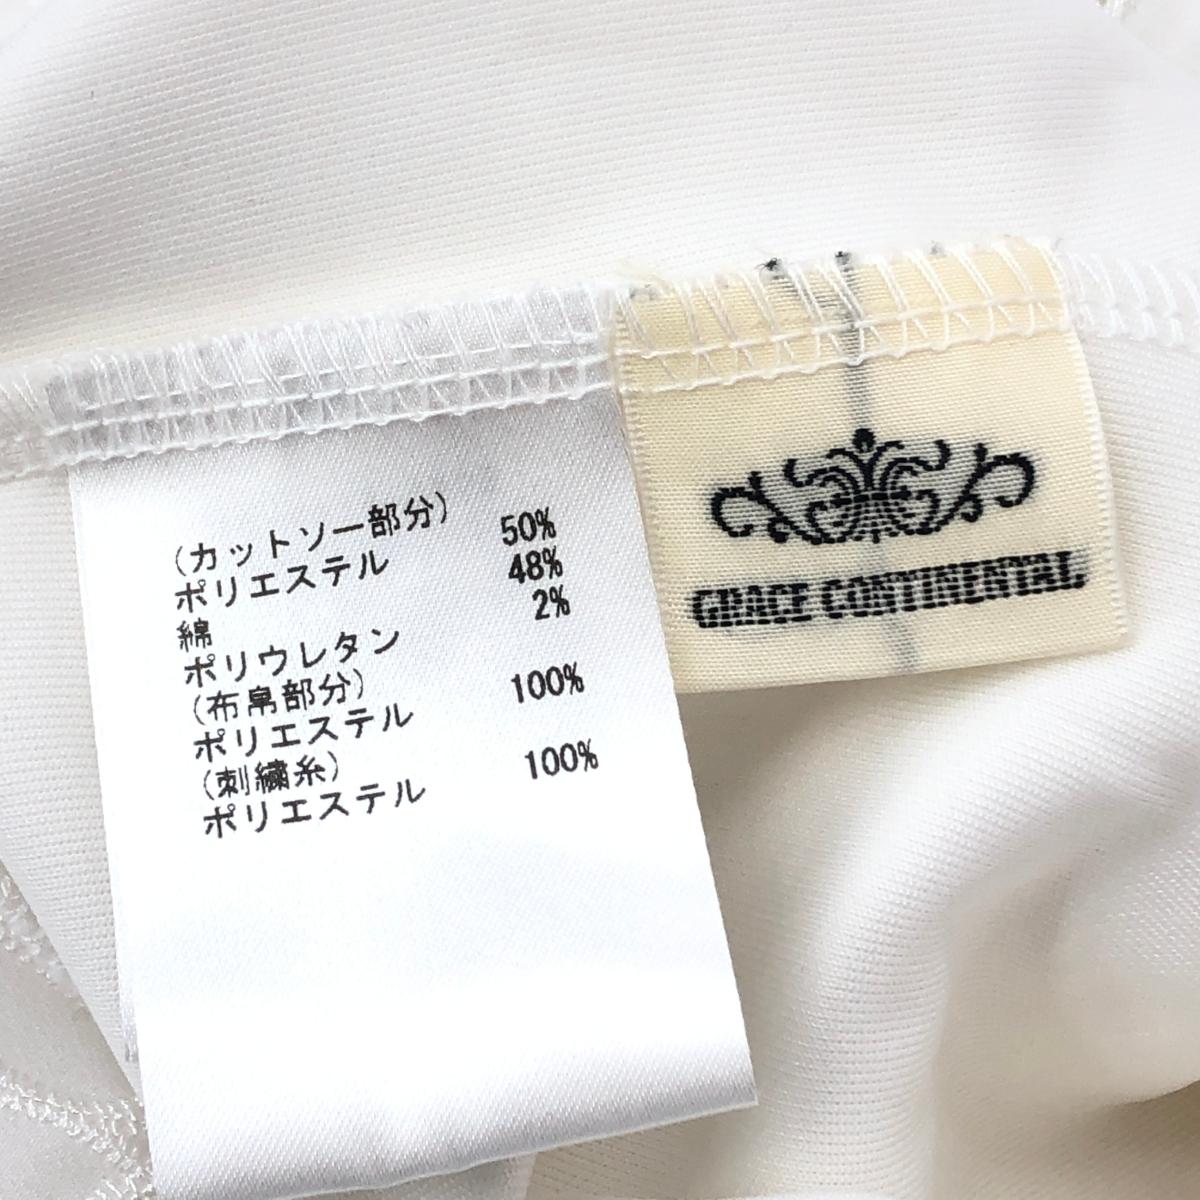 (カットソー部分)
ポリエステル 50%
綿 48%
ポリウレタン 2%
(布帛部分)
ポリエステル 100%
(刺繍糸)
ポリエステル 100%
GRACE CONTINENTAL